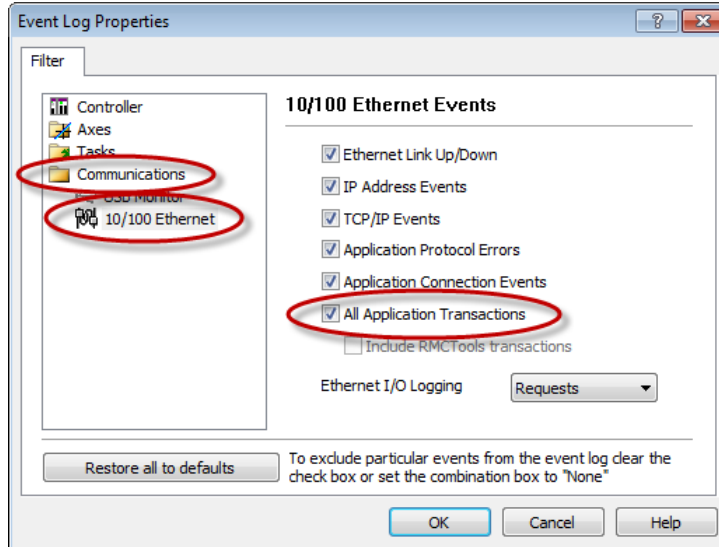 Event Log Properties
Filter
Controller
Axes
Tasks
Communications
USB Monitor
10/100 Ethernet
10/100 Ethernet Events
Ethernet Link Up/Down
IP Address Events
TCP/IP Events
Application Protocol Errors
Application Connection Events
All Application Transactions
Include RMCTools transactions
Ethernet I/O Logging
Requests
Restore all to defaults
To exclude particular events from the event log clear the
check box or set the combination box to "None"
OK
Cancel
Help